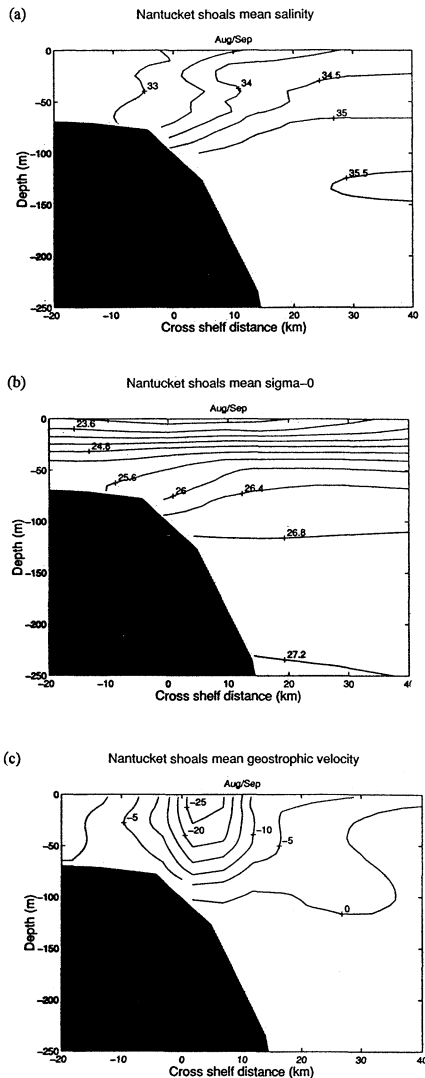 (a)
Nantucket shoals mean salinity
Aug/Sep
0
-50
-100
-150
-200
-250
Depth (m)
33
34
34.5
35
35.5
-20 -10 0 10 20 30 40
Cross shelf distance (km)
(b)
Nantucket shoals mean sigma-0
Aug/Sep
0
-50
-100
-150
-200
-250
Depth (m)
23.6
24.8
25.6
26
26.4
26.8
27.2
-20 -10 0 10 20 30 40
Cross shelf distance (km)
(c)
Nantucket shoals mean geostrophic velocity
Aug/Sep
0
-50
-100
-150
-200
-250
Depth (m)
-5
-25
-20
-10
-5
0
-20 -10 0 10 20 30 40
Cross shelf distance (km)